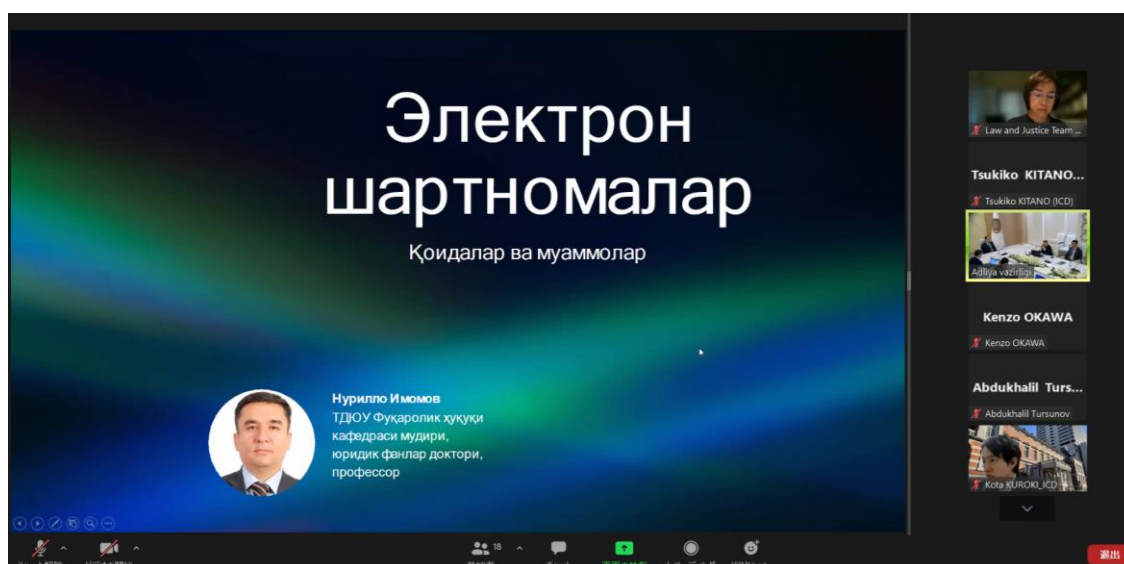 Электрон
шартномалар
Қоидалар ва муаммолар
Нурилло Имомов
ТДЮУ Фуқаролик ҳуқуқи
кафедраси мудири,
юридик фанлар доктори,
профессор
Law and Justice Team ...
Tsukiko KITANO...
Tsukiko KITANO (ICD)
Adliya vazirligi
Kenzo OKAWA
Kenzo OKAWA
Abdukhalil Turs...
Abdukhalil Tursunov
Kota KUROKI_ICD
18
退出